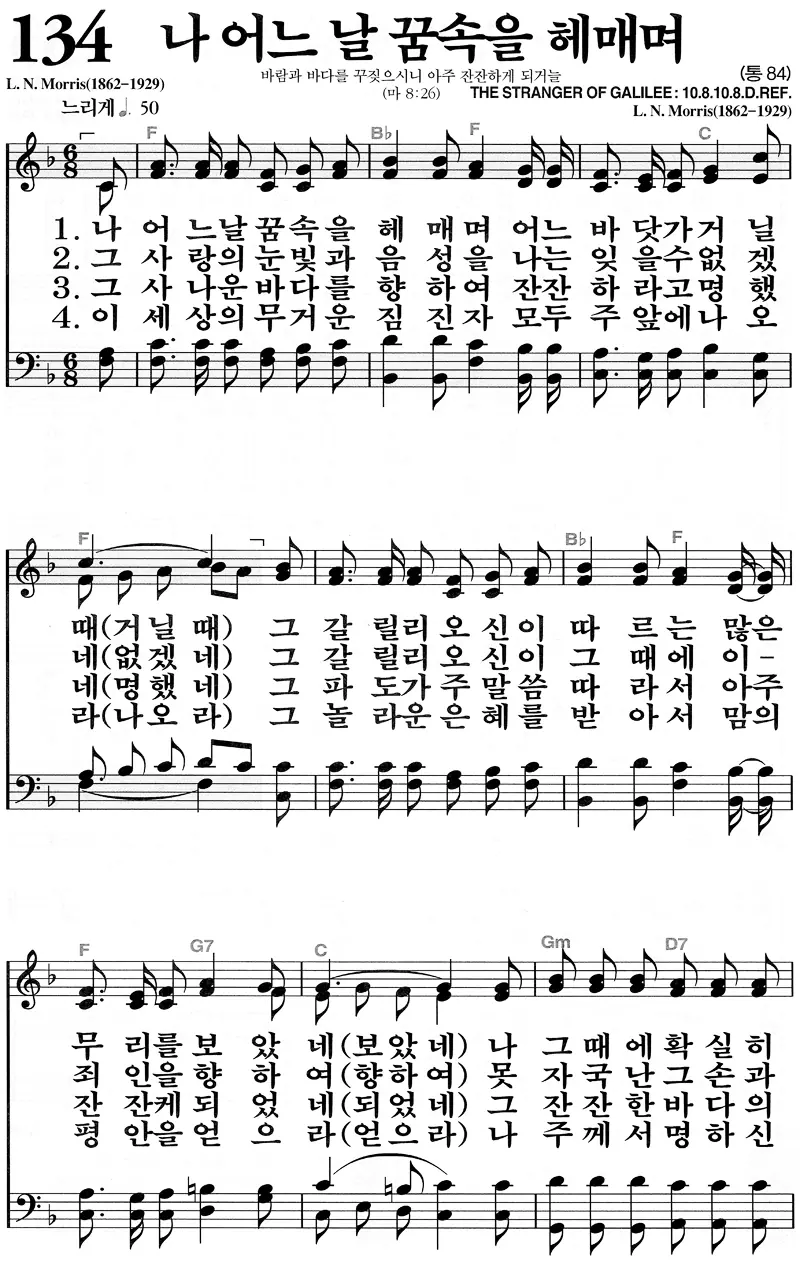 134 나 어느 날 꿈속을 헤매며
바람과 바다를 꾸짖으시니 아주 잔잔하게 되거늘
(통 84)
L. N. Morris(1862-1929)
(마 8:26)
THE STRANGER OF GALILEE : 10.8.10.8.D.REF.
느리게 ♩. 50
L. N. Morris(1862-1929)
F B♭ F C
6 8
1. 나 어 느날 꿈 속 을 헤 매 며 어느 바 닷가 거 닐
2. 그 사 랑의 눈 빛 과 음 성 을 나는 잊 을수 없 겠
3. 그 사 나운 바 다 를 향 하 여 잔잔 하 라고 명 했
4. 이 세 상의 무 거 운 짐 진 자 모두 주 앞에 나 오
6 8
F B♭ F
때(거 닐 때) 그 갈 릴리 오 신 이 따 르 는 많은
네(없 겠 네) 그 갈 릴리 오 신 이 그 때 에 이 -
네(명 했 네) 그 파 도가 주 말 씀 따 라 서 아주
라(나 오 라) 그 놀 라운 은 혜 를 받 아 서 맘의
F G7 C Gm D7
무 리를 보 았 네(보 았 네) 나 그 때 에 확 실 히
죄 인을 향 하 여(향 하 여) 못 자 국 난 그 손 과
잔 잔케 되 었 네(되 었 네) 그 잔 잔 한 바 다 의
평 안을 얻 으 라(얻 으 라) 나 주 께 서 명 하 신